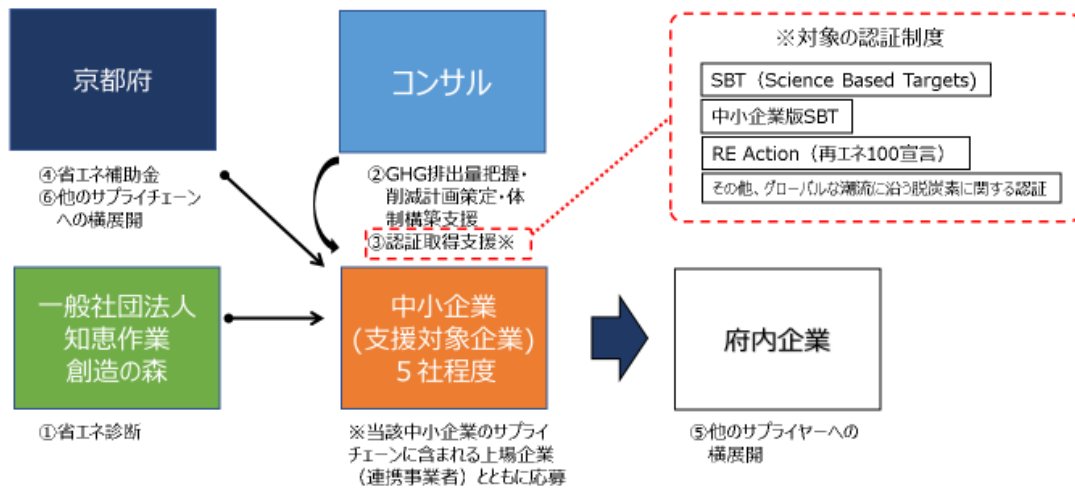 京都府
コンサル
※対象の認証制度
SBT（Science Based Targets)
中小企業版SBT
RE Action（再エネ100宣言）
その他、グローバルな潮流に沿う脱炭素に関する認証
④省エネ補助金
⑥他のサプライチェーン
への横展開
②GHG排出量把握・
削減計画策定・体
制構築支援
③認証取得支援※
一般社団法人
知恵作業
創造の森
中小企業
(支援対象企業)
５社程度
府内企業
①省エネ診断
※当該中小企業のサプライ
チェーンに含まれる上場企業
（連携事業者）とともに応募
⑤他のサプライヤーへの
横展開